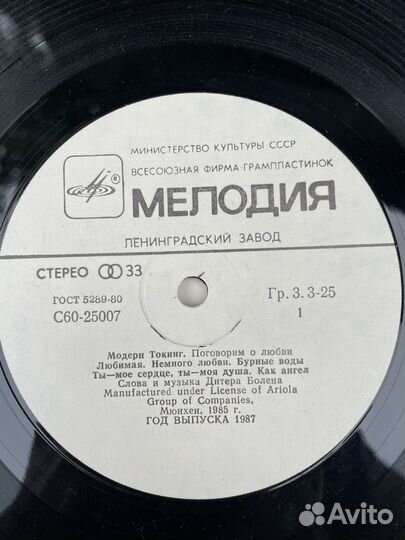 МИНИСТЕРСТВО КУЛЬТУРЫ СССР
ВСЕСОЮЗНАЯ ФИРМА ГРАМПЛАСТИНОК
®
МЕЛОДИЯ
ЛЕНИНГРАДСКИЙ ЗАВОД
СТЕРЕО 33
ГОСТ 5289-80
Гр. 3. 3-25
С60-25007
1
Модерн Токинг. Поговорим о любви
Любимая. Немного любви. Бурные воды
Ты—мое сердце, ты—моя душа. Как ангел
Слова и музыка Дитера Болена
Manufactured under License of Ariola
Group of Companies,
Мюнхен, 1985 г.
ГОД ВЫПУСКА 1987
Avito